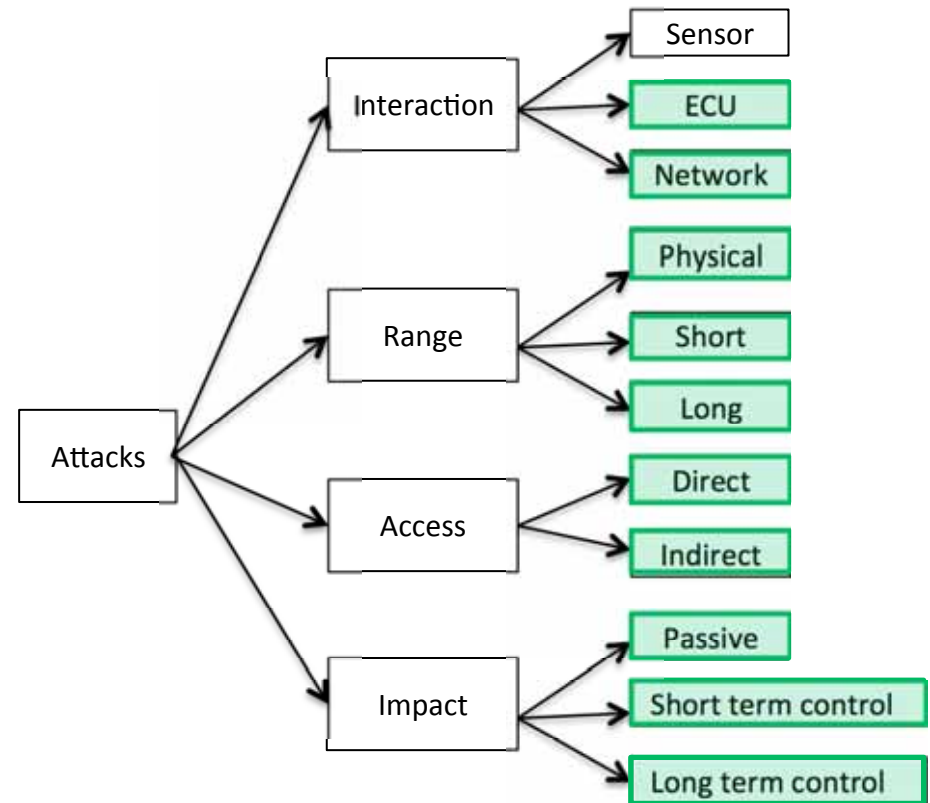 Attacks
Interaction
Sensor
ECU
Network
Range
Physical
Short
Long
Access
Direct
Indirect
Impact
Passive
Short term control
Long term control